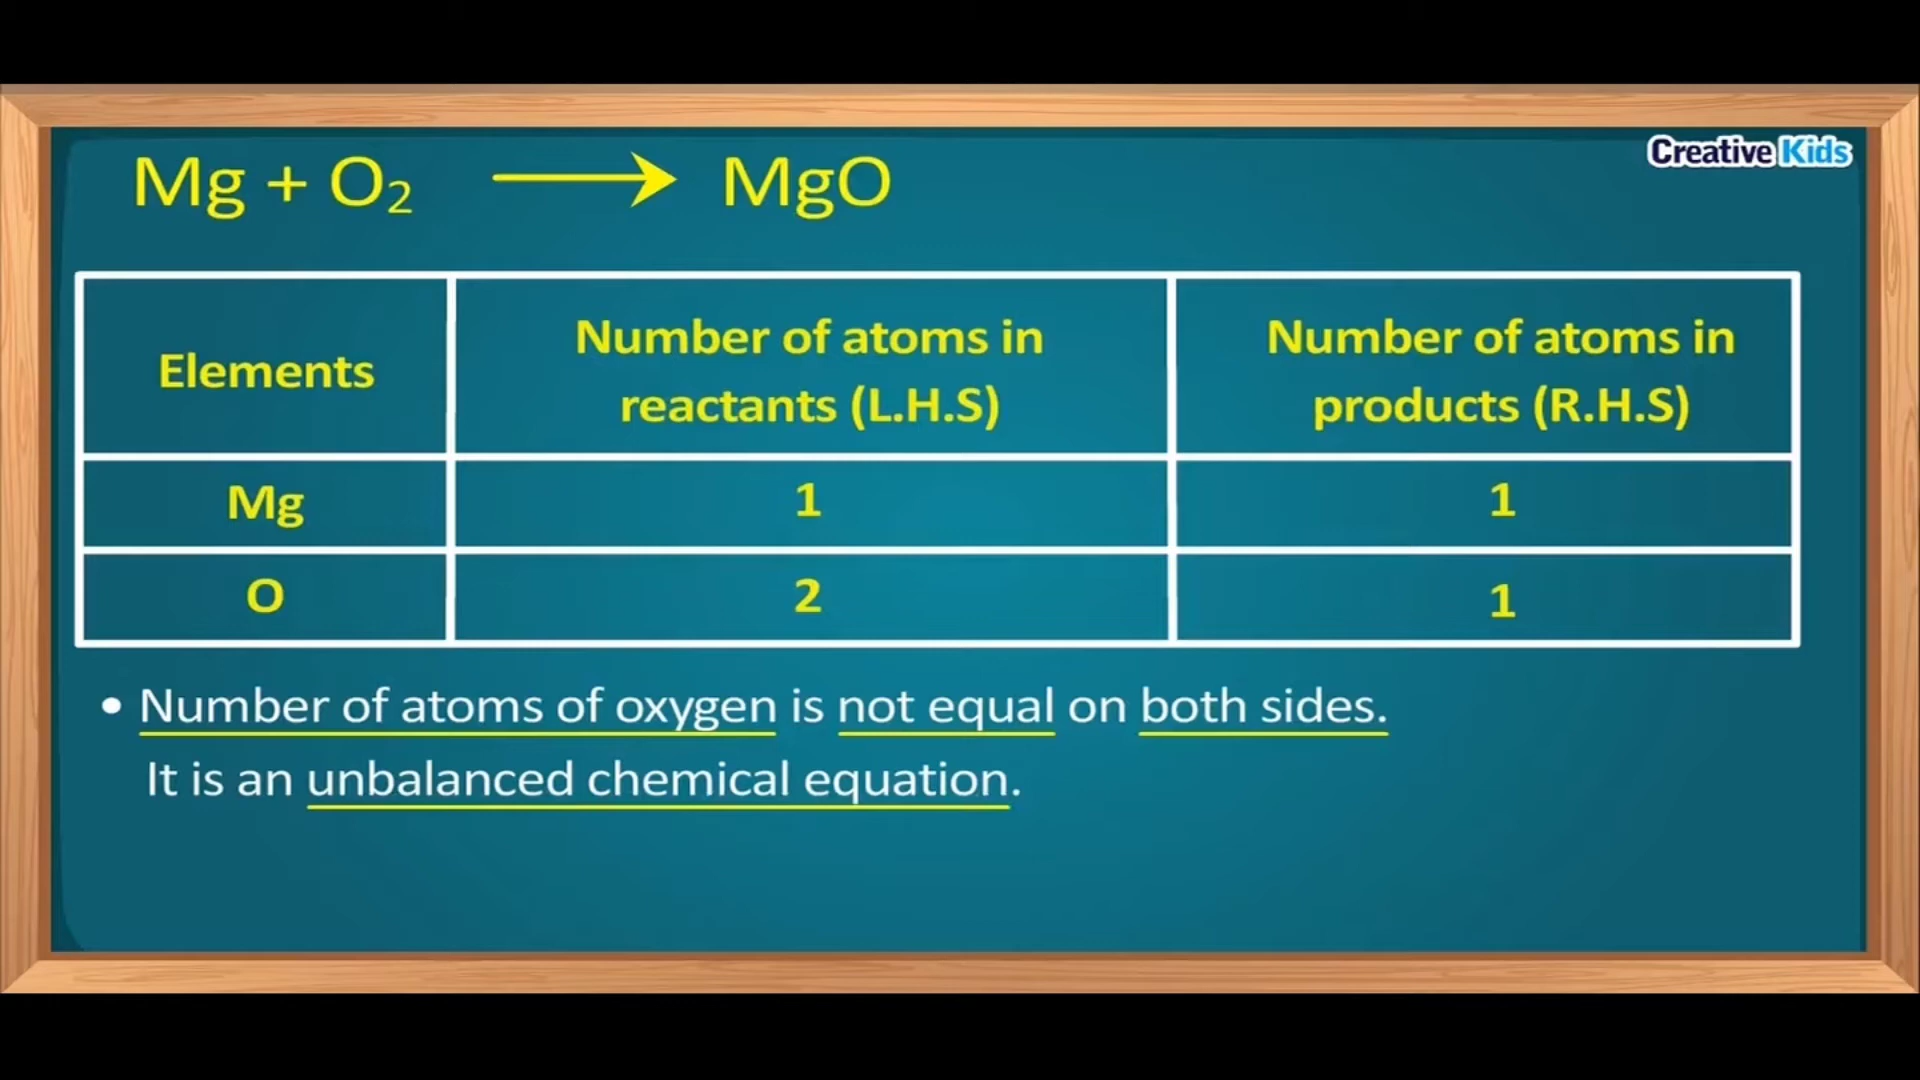 Creative Kids
Mg + O₂ ⟶ MgO
Elements
Number of atoms in
reactants (L.H.S)
Number of atoms in
products (R.H.S)
Mg 1 1
O 2 1
• Number of atoms of oxygen is not equal on both sides.
It is an unbalanced chemical equation.